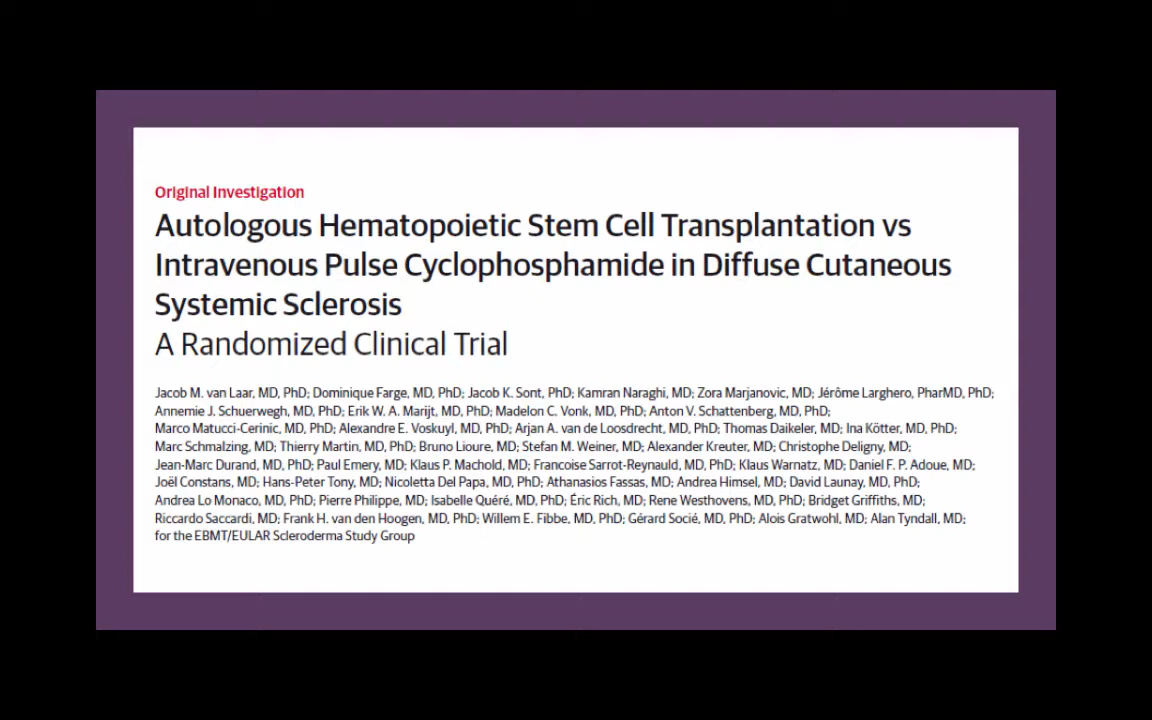 Original Investigation
Autologous Hematopoietic Stem Cell Transplantation vs
Intravenous Pulse Cyclophosphamide in Diffuse Cutaneous
Systemic Sclerosis
A Randomized Clinical Trial
Jacob M. van Laar, MD, PhD; Dominique Farge, MD, PhD; Jacob K. Sont, PhD; Kamran Naraghi, MD; Zora Marjanovic, MD; Jérôme Larghero, PharMD, PhD;
Annemie J. Schuerwegh, MD, PhD; Erik W. A. Marijt, MD, PhD; Madelon C. Vonk, MD, PhD; Anton V. Schattenberg, MD, PhD;
Marco Matucci-Cerinic, MD, PhD; Alexandre E. Voskuyl, MD, PhD; Arjan A. van de Loosdrecht, MD, PhD; Thomas Daikeler, MD; Ina Kötter, MD, PhD;
Marc Schmalzing, MD; Thierry Martin, MD, PhD; Bruno Lioure, MD; Stefan M. Weiner, MD; Alexander Kreuter, MD; Christophe Deligny, MD;
Jean-Marc Durand, MD, PhD; Paul Emery, MD; Klaus P. Machold, MD; Francoise Sarrot-Reynauld, MD, PhD; Klaus Warnatz, MD; Daniel F. P. Adoue, MD;
Joël Constans, MD; Hans-Peter Tony, MD; Nicoletta Del Papa, MD, PhD; Athanasios Fassas, MD; Andrea Himsel, MD; David Launay, MD, PhD;
Andrea Lo Monaco, MD, PhD; Pierre Philippe, MD; Isabelle Quéré, MD, PhD; Éric Rich, MD; Rene Westhovens, MD, PhD; Bridget Griffiths, MD;
Riccardo Saccardi, MD; Frank H. van den Hoogen, MD, PhD; Willem E. Fibbe, MD, PhD; Gérard Socié, MD, PhD; Alois Gratwohl, MD; Alan Tyndall, MD;
for the EBMT/EULAR Scleroderma Study Group